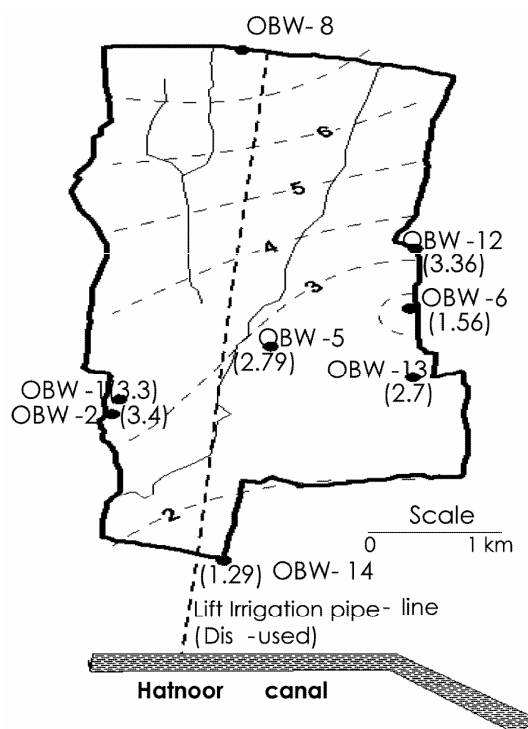 OBW- 8
6
5
4
OBW -12
(3.36)
3
OBW -6
(1.56)
OBW -5
(2.79)
OBW -13
(2.7)
OBW -1(3.3)
OBW -2 (3.4)
2
Scale
0 1 km
(1.29) OBW- 14
Lift Irrigation pipe- line
(Dis -used)
Hatnoor canal